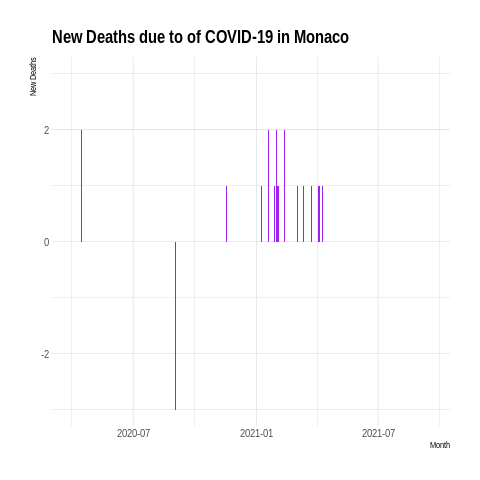 New Deaths due to of COVID-19 in Monaco
New Deaths
2
0
-2
2020-07
2021-01
2021-07
Month